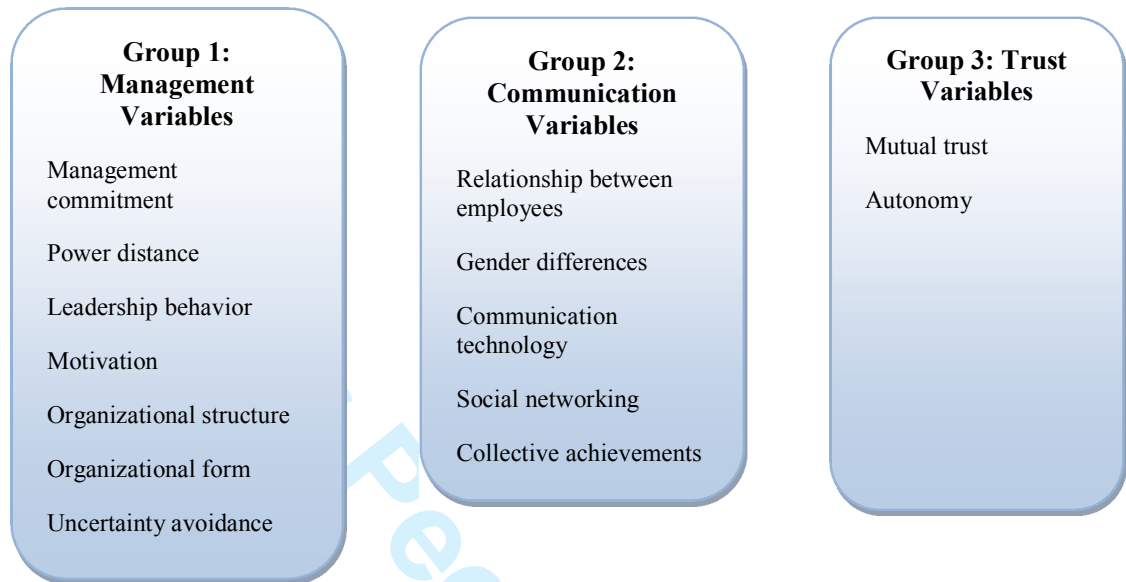 Group 1:
Management
Variables
Management
commitment
Power distance
Leadership behavior
Motivation
Organizational structure
Organizational form
Uncertainty avoidance
Group 2:
Communication
Variables
Relationship between
employees
Gender differences
Communication
technology
Social networking
Collective achievements
Group 3: Trust
Variables
Mutual trust
Autonomy